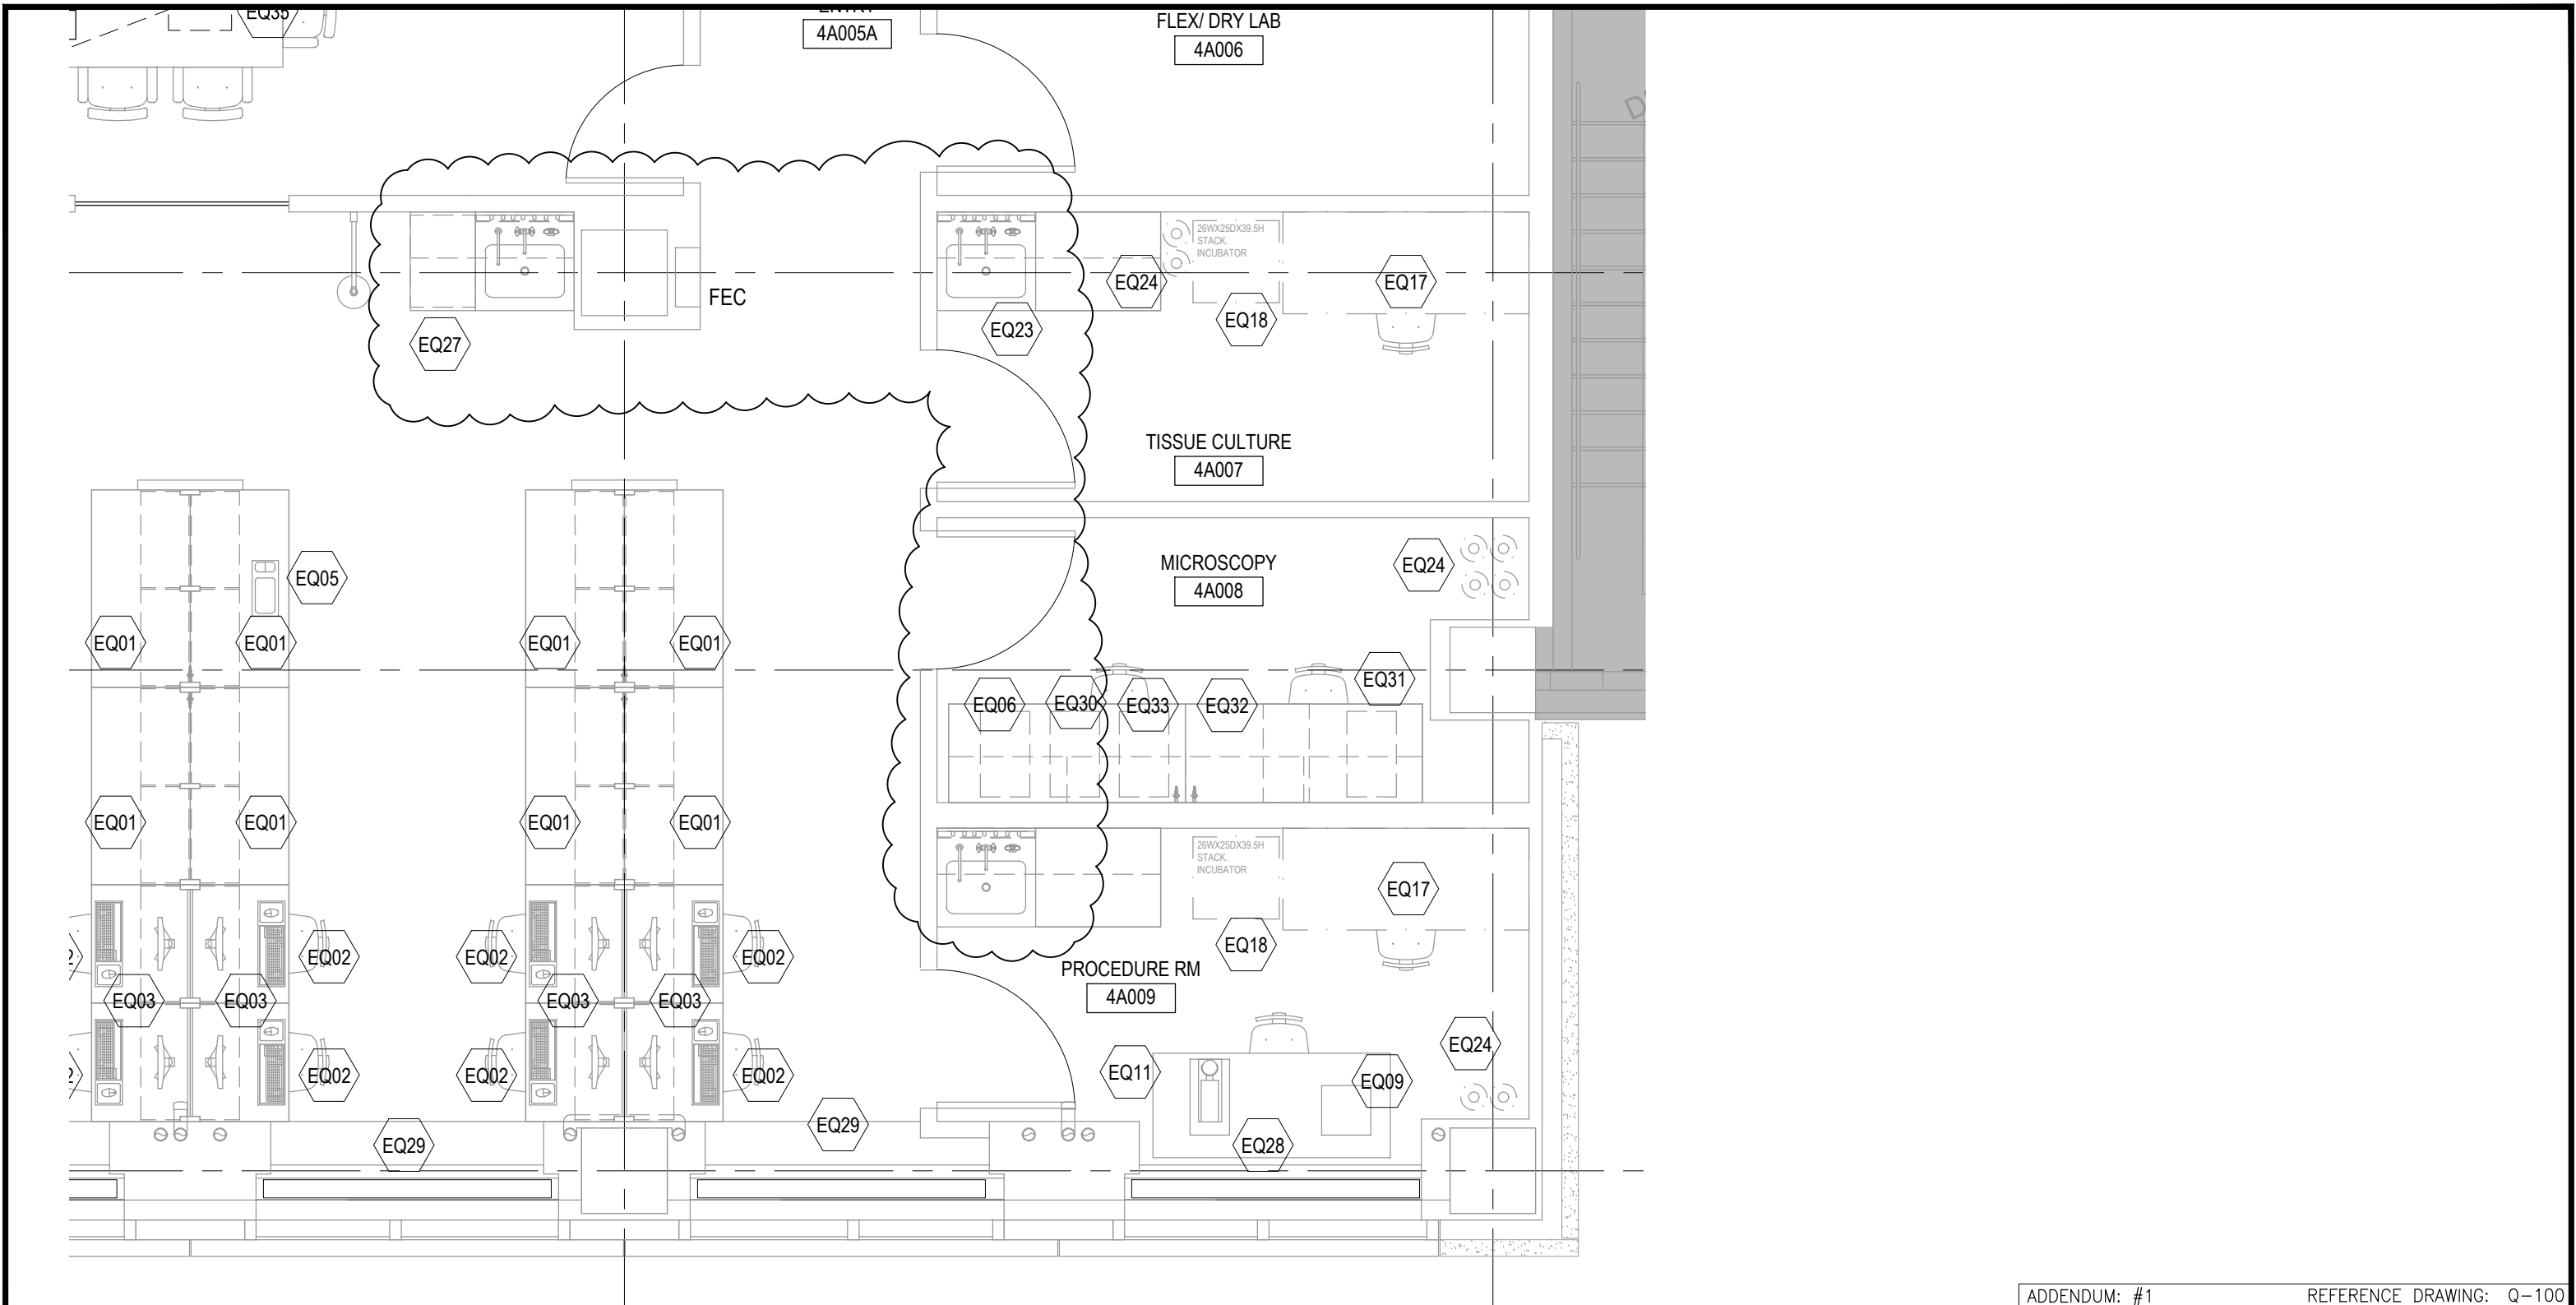 EQ35
4A005A
FLEX/ DRY LAB
4A006
26WX25DX39.5H
STACK.
INCUBATOR
EQ24
EQ17
FEC
EQ18
EQ23
EQ27
TISSUE CULTURE
4A007
MICROSCOPY
4A008
EQ24
EQ05
EQ01
EQ01
EQ01
EQ01
EQ31
EQ06
EQ30
EQ33
EQ32
EQ01
EQ01
EQ01
EQ01
26WX25DX39.5H
STACK.
INCUBATOR
EQ17
EQ18
EQ02
EQ02
EQ02
PROCEDURE RM
4A009
EQ03
EQ03
EQ03
EQ03
EQ24
EQ02
EQ02
EQ02
EQ11
EQ09
EQ29
EQ29
EQ28
ADDENDUM: #1 REFERENCE DRAWING: Q-100